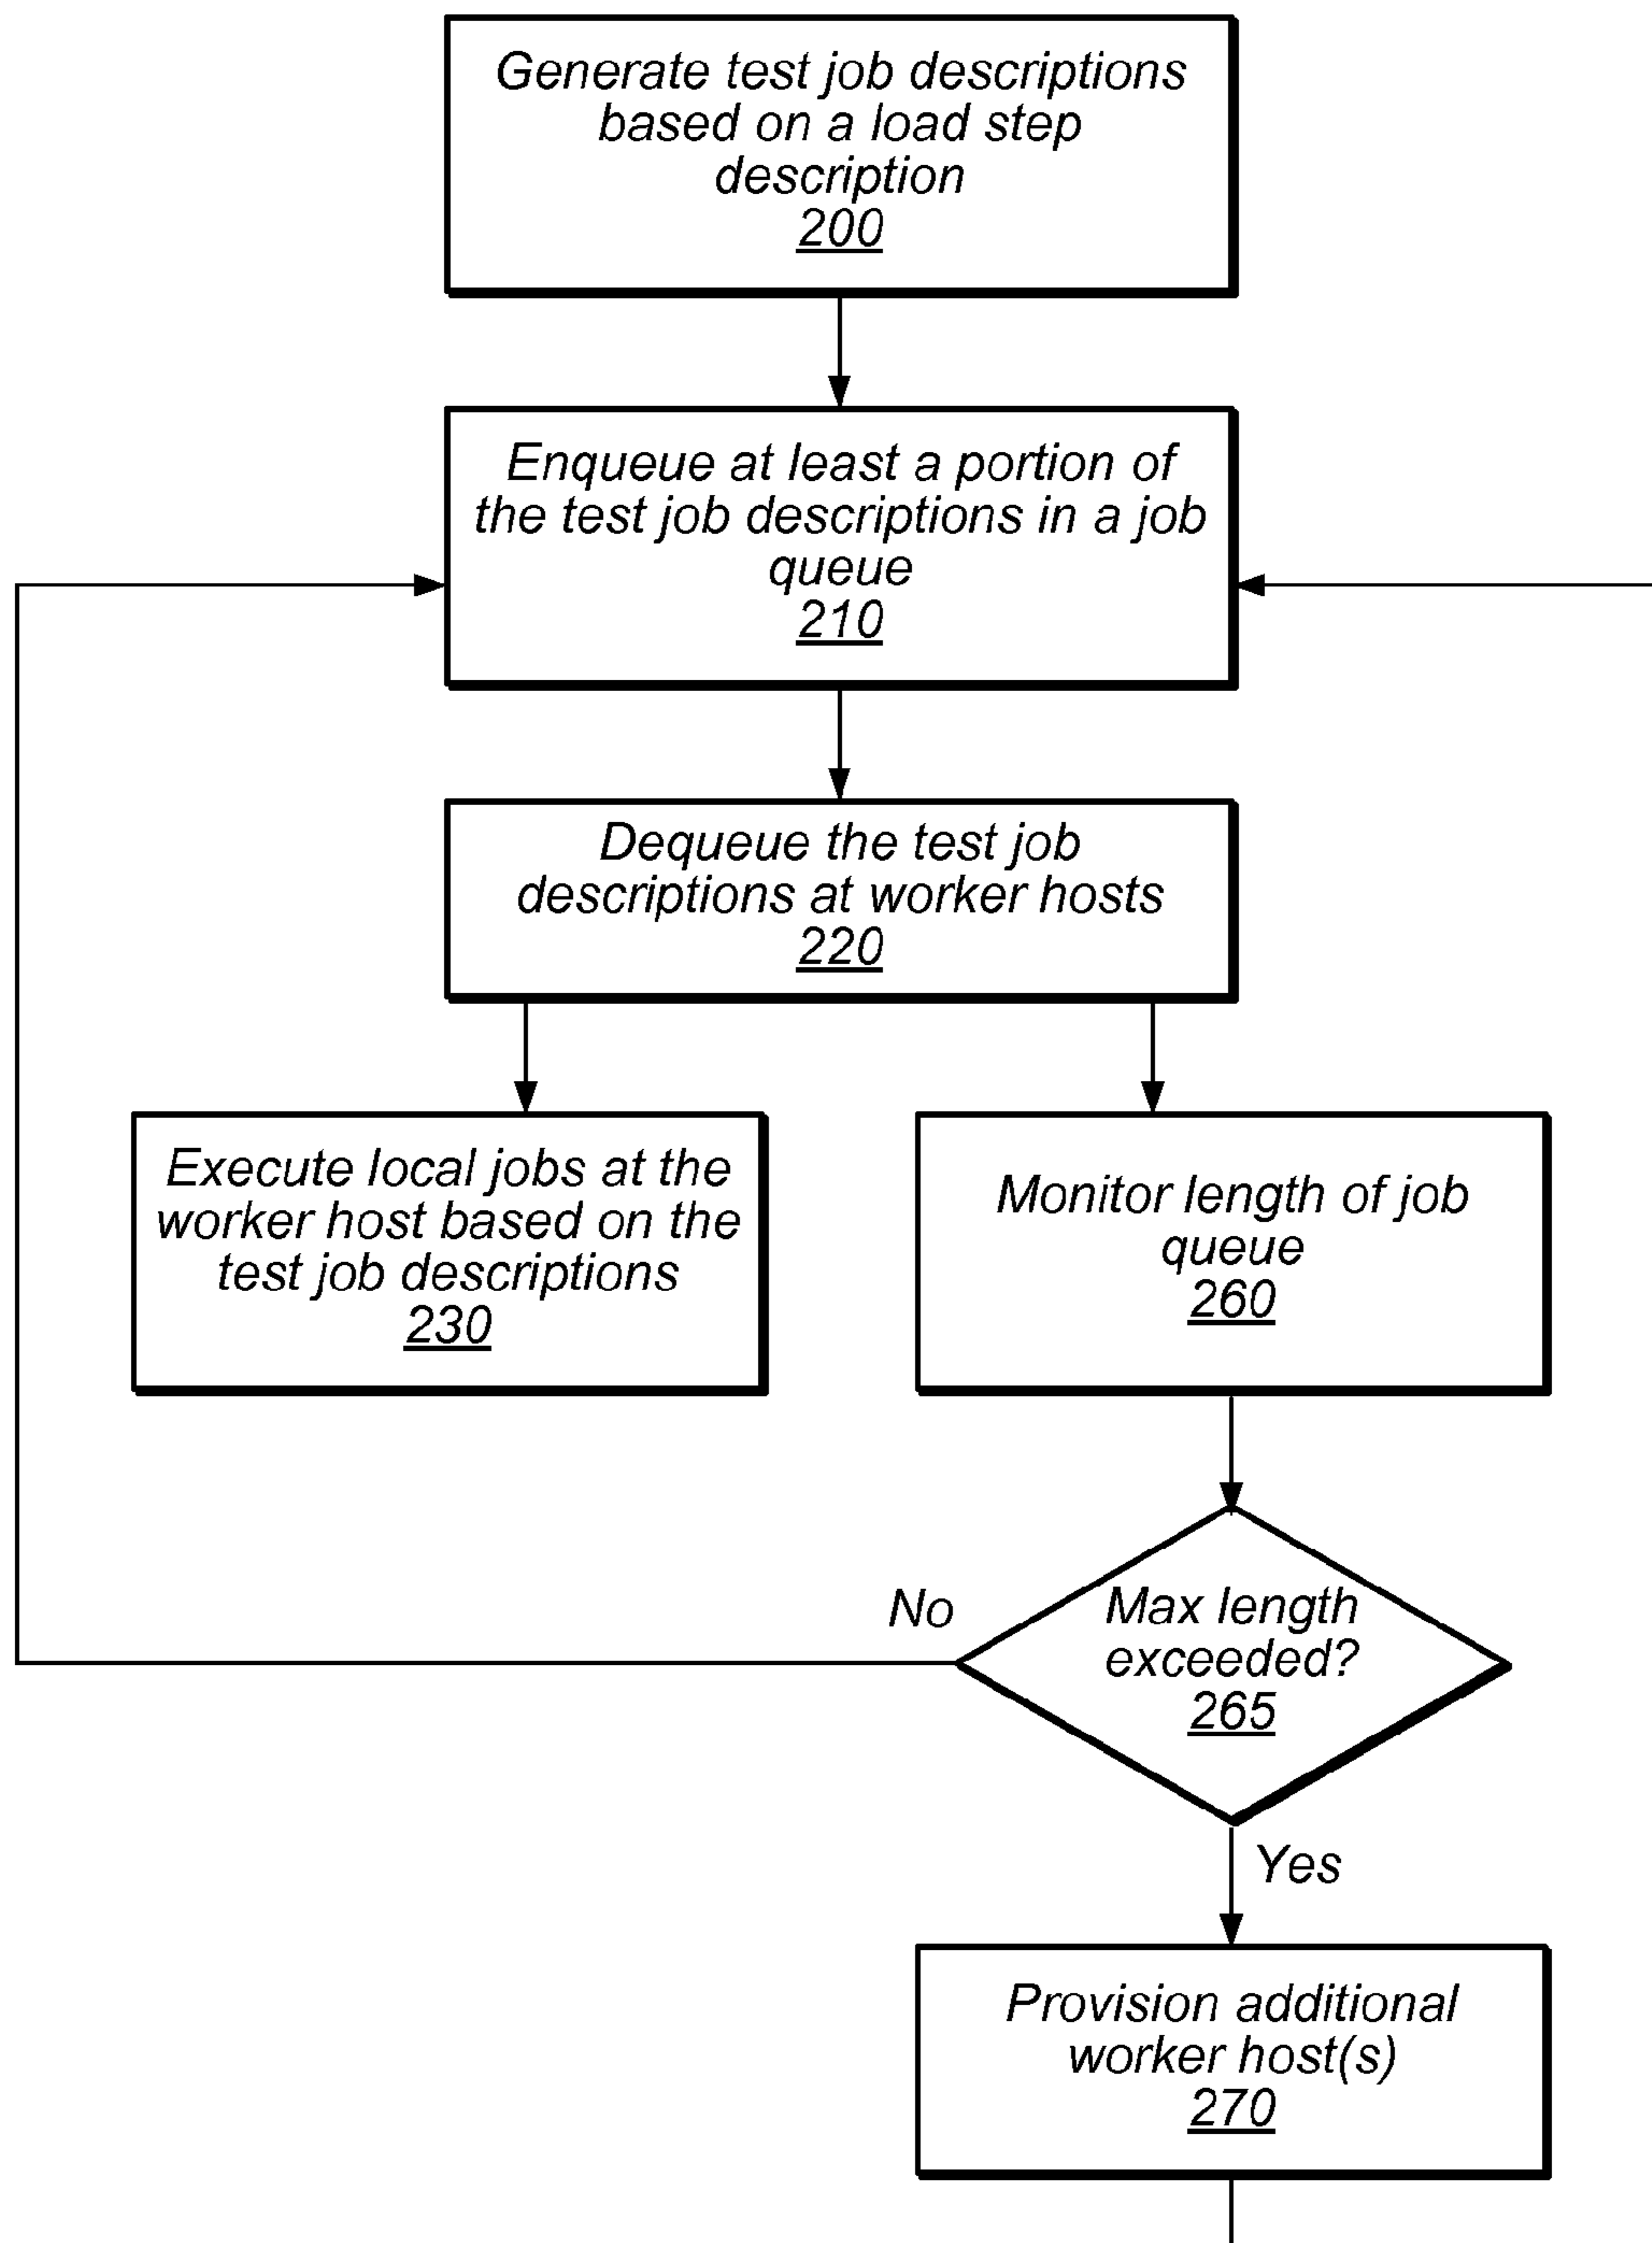 Generate test job descriptions
based on a load step
description
200
Enqueue at least a portion of
the test job descriptions in a job
queue
210
Dequeue the test job
descriptions at worker hosts
220
Execute local jobs at the
worker host based on the
test job descriptions
230
Monitor length of job
queue
260
No
Max length
exceeded?
265
Yes
Provision additional
worker host(s)
270